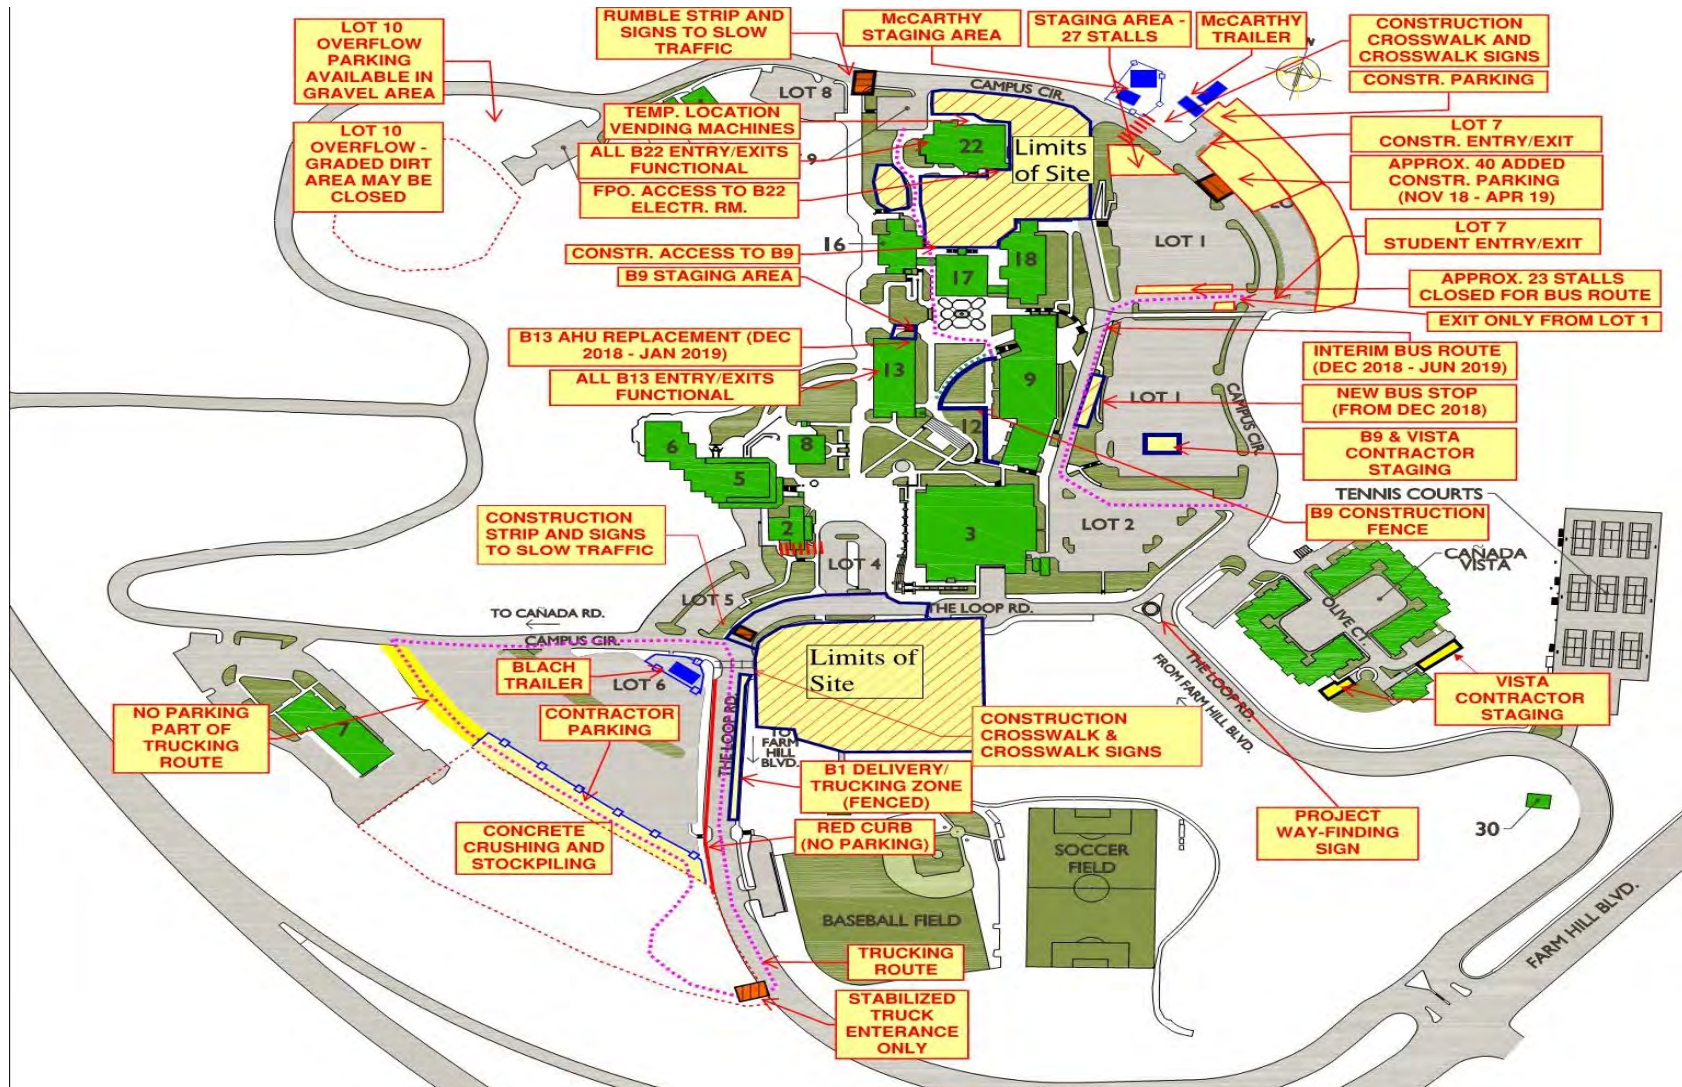 LOT 10
OVERFLOW
PARKING
AVAILABLE IN
GRAVEL AREA
RUMBLE STRIP AND
SIGNS TO SLOW
TRAFFIC
McCARTHY
STAGING AREA
STAGING AREA -
27 STALLS
McCARTHY
TRAILER
CONSTRUCTION
CROSSWALK AND
CROSSWALK SIGNS
CONSTR. PARKING
LOT 8
CAMPUS CIR.
LOT 10
OVERFLOW -
GRADED DIRT
AREA MAY BE
CLOSED
TEMP. LOCATION
VENDING MACHINES
ALL B22 ENTRY/EXITS
FUNCTIONAL
9
FPO. ACCESS TO B22
ELECTR. RM.
22
Limits
of Site
LOT 7
CONSTR. ENTRY/EXIT
APPROX. 40 ADDED
CONSTR. PARKING
(NOV 18 - APR 19)
LOT 7
STUDENT ENTRY/EXIT
16
CONSTR. ACCESS TO B9
B9 STAGING AREA
17
18
LOT 1
APPROX. 23 STALLS
CLOSED FOR BUS ROUTE
EXIT ONLY FROM LOT 1
B13 AHU REPLACEMENT (DEC
2018 - JAN 2019)
ALL B13 ENTRY/EXITS
FUNCTIONAL
13
9
12
LOT 1
CAMPUS CIR.
INTERIM BUS ROUTE
(DEC 2018 - JUN 2019)
NEW BUS STOP
(FROM DEC 2018)
B9 & VISTA
CONTRACTOR
STAGING
6
8
5
2
3
LOT 2
TENNIS COURTS
B9 CONSTRUCTION
FENCE
CONSTRUCTION
STRIP AND SIGNS
TO SLOW TRAFFIC
LOT 4
LOT 5
CAÑADA
VISTA
OLIVE CT.
TO CAÑADA RD.
CAMPUS CIR.
THE LOOP RD.
BLACH
TRAILER
LOT 6
Limits of
Site
THE LOOP RD.
FROM FARM HILL BLVD.
VISTA
CONTRACTOR
STAGING
NO PARKING
PART OF
TRUCKING
ROUTE
7
CONTRACTOR
PARKING
THE LOOP RD.
TO
FARM
HILL
BLVD.
CONSTRUCTION
CROSSWALK &
CROSSWALK SIGNS
B1 DELIVERY/
TRUCKING ZONE
(FENCED)
CONCRETE
CRUSHING AND
STOCKPILING
RED CURB
(NO PARKING)
SOCCER
FIELD
PROJECT
WAY-FINDING
SIGN
30
BASEBALL FIELD
TRUCKING
ROUTE
FARM HILL BLVD.
STABILIZED
TRUCK
ENTERANCE
ONLY